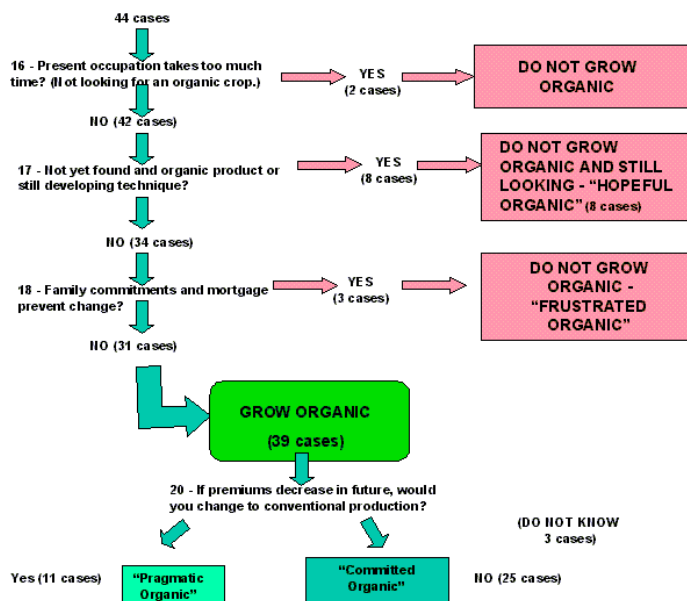 44 cases
16 - Present occupation takes too much
time? (Not looking for an organic crop.)
YES
(2 cases)
DO NOT GROW
ORGANIC
NO (42 cases)
17 - Not yet found and organic product or
still developing technique?
YES
(8 cases)
DO NOT GROW
ORGANIC AND STILL
LOOKING - “HOPEFUL
ORGANIC” (8 cases)
NO (34 cases)
18 - Family commitments and mortgage
prevent change?
YES
(3 cases)
DO NOT GROW
ORGANIC -
“FRUSTRATED
ORGANIC”
NO (31 cases)
GROW ORGANIC
(39 cases)
20 - If premiums decrease in future, would
you change to conventional production?
(DO NOT KNOW
3 cases)
Yes (11 cases)
“Pragmatic
Organic”
“Committed
Organic”
NO (25 cases)